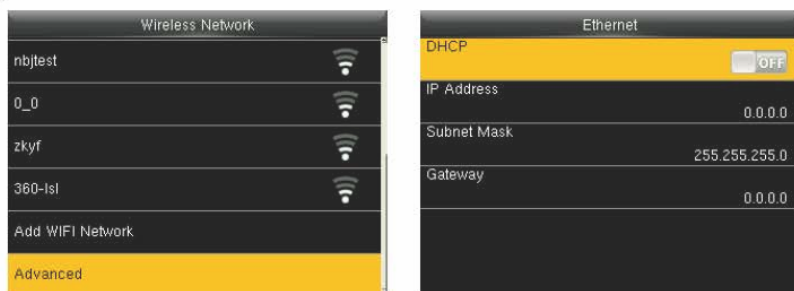 Wireless Network
nbjtest
0_0
zkyf
360-lsl
Add WIFI Network
Advanced
Ethernet
DHCP
OFF
IP Address
0.0.0.0
Subnet Mask
255.255.255.0
Gateway
0.0.0.0